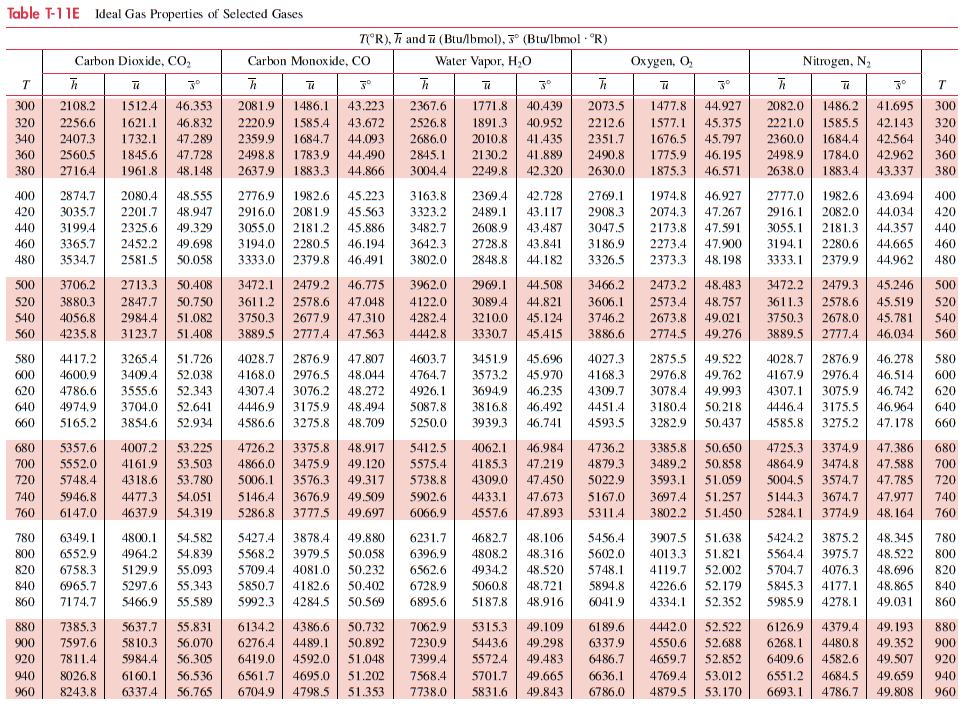 Table T-11E Ideal Gas Properties of Selected Gases
T(°R), h̅ and u̅ (Btu/lbmol), s̅° (Btu/lbmol · °R)
Carbon Dioxide, CO₂ Carbon Monoxide, CO Water Vapor, H₂O Oxygen, O₂ Nitrogen, N₂
T h̅ u̅ s̅° h̅ u̅ s̅° h̅ u̅ s̅° h̅ u̅ s̅° h̅ u̅ s̅° T
300 2108.2 1512.4 46.353 2081.9 1486.1 43.223 2367.6 1771.8 40.439 2073.5 1477.8 44.927 2082.0 1486.2 41.695 300
320 2256.6 1621.1 46.832 2220.9 1585.4 43.672 2526.8 1891.3 40.952 2212.6 1577.1 45.375 2221.0 1585.5 42.143 320
340 2407.3 1732.1 47.289 2359.9 1684.7 44.093 2686.0 2010.8 41.435 2351.7 1676.5 45.797 2360.0 1684.4 42.564 340
360 2560.5 1845.6 47.728 2498.8 1783.9 44.490 2845.1 2130.2 41.889 2490.8 1775.9 46.195 2498.9 1784.0 42.962 360
380 2716.4 1961.8 48.148 2637.9 1883.3 44.866 3004.4 2249.8 42.320 2630.0 1875.3 46.571 2638.0 1883.4 43.337 380
400 2874.7 2080.4 48.555 2776.9 1982.6 45.223 3163.8 2369.4 42.728 2769.1 1974.8 46.927 2777.0 1982.6 43.694 400
420 3035.7 2201.7 48.947 2916.0 2081.9 45.563 3323.2 2489.1 43.117 2908.3 2074.3 47.267 2916.1 2082.0 44.034 420
440 3199.4 2325.6 49.329 3055.0 2181.2 45.886 3482.7 2608.9 43.487 3047.5 2173.8 47.591 3055.1 2181.3 44.357 440
460 3365.7 2452.2 49.698 3194.0 2280.5 46.194 3642.3 2728.8 43.841 3186.9 2273.4 47.900 3194.1 2280.6 44.665 460
480 3534.7 2581.5 50.058 3333.0 2379.8 46.491 3802.0 2848.8 44.182 3326.5 2373.3 48.198 3333.1 2379.9 44.962 480
500 3706.2 2713.3 50.408 3472.1 2479.2 46.775 3962.0 2969.1 44.508 3466.2 2473.2 48.483 3472.2 2479.3 45.246 500
520 3880.3 2847.7 50.750 3611.2 2578.6 47.048 4122.0 3089.4 44.821 3606.1 2573.4 48.757 3611.3 2578.6 45.519 520
540 4056.8 2984.4 51.082 3750.3 2677.9 47.310 4282.4 3210.0 45.124 3746.2 2673.8 49.021 3750.3 2678.0 45.781 540
560 4235.8 3123.7 51.408 3889.5 2777.4 47.563 4442.8 3330.7 45.415 3886.6 2774.5 49.276 3889.5 2777.4 46.034 560
580 4417.2 3265.4 51.726 4028.7 2876.9 47.807 4603.7 3451.9 45.696 4027.3 2875.5 49.522 4028.7 2876.9 46.278 580
600 4600.9 3409.4 52.038 4168.0 2976.5 48.044 4764.7 3573.2 45.970 4168.3 2976.8 49.762 4167.9 2976.4 46.514 600
620 4786.6 3555.6 52.343 4307.4 3076.2 48.272 4926.1 3694.9 46.235 4309.7 3078.4 49.993 4307.1 3075.9 46.742 620
640 4974.9 3704.0 52.641 4446.9 3175.9 48.494 5087.8 3816.8 46.492 4451.4 3180.4 50.218 4446.4 3175.5 46.964 640
660 5165.2 3854.6 52.934 4586.6 3275.8 48.709 5250.0 3939.3 46.741 4593.5 3282.9 50.437 4585.8 3275.2 47.178 660
680 5357.6 4007.2 53.225 4726.2 3375.8 48.917 5412.5 4062.1 46.984 4736.2 3385.8 50.650 4725.3 3374.9 47.386 680
700 5552.0 4161.9 53.503 4866.0 3475.9 49.120 5575.4 4185.3 47.219 4879.3 3489.2 50.858 4864.9 3474.8 47.588 700
720 5748.4 4318.6 53.780 5006.1 3576.3 49.317 5738.8 4309.0 47.450 5022.9 3593.1 51.059 5004.5 3574.7 47.785 720
740 5946.8 4477.3 54.051 5146.4 3676.9 49.509 5902.6 4433.1 47.673 5167.0 3697.4 51.257 5144.3 3674.7 47.977 740
760 6147.0 4637.9 54.319 5286.8 3777.5 49.697 6066.9 4557.6 47.893 5311.4 3802.2 51.450 5284.1 3774.9 48.164 760
780 6349.1 4800.1 54.582 5427.4 3878.4 49.880 6231.7 4682.7 48.106 5456.4 3907.5 51.638 5424.2 3875.2 48.345 780
800 6552.9 4964.2 54.839 5568.2 3979.5 50.058 6396.9 4808.2 48.316 5602.0 4013.3 51.821 5564.4 3975.7 48.522 800
820 6758.3 5129.9 55.093 5709.4 4081.0 50.232 6562.6 4934.2 48.520 5748.1 4119.7 52.002 5704.7 4076.3 48.696 820
840 6965.7 5297.6 55.343 5850.7 4182.6 50.402 6728.9 5060.8 48.721 5894.8 4226.6 52.179 5845.3 4177.1 48.865 840
860 7174.7 5466.9 55.589 5992.3 4284.5 50.569 6895.6 5187.8 48.916 6041.9 4334.1 52.352 5985.9 4278.1 49.031 860
880 7385.3 5637.7 55.831 6134.2 4386.6 50.732 7062.9 5315.3 49.109 6189.6 4442.0 52.522 6126.9 4379.4 49.193 880
900 7597.6 5810.3 56.070 6276.4 4489.1 50.892 7230.9 5443.6 49.298 6337.9 4550.6 52.688 6268.1 4480.8 49.352 900
920 7811.4 5984.4 56.305 6419.0 4592.0 51.048 7399.4 5572.4 49.483 6486.7 4659.7 52.852 6409.6 4582.6 49.507 920
940 8026.8 6160.1 56.536 6561.7 4695.0 51.202 7568.4 5701.7 49.665 6636.1 4769.4 53.012 6551.2 4684.5 49.659 940
960 8243.8 6337.4 56.765 6704.9 4798.5 51.353 7738.0 5831.6 49.843 6786.0 4879.5 53.170 6693.1 4786.7 49.808 960